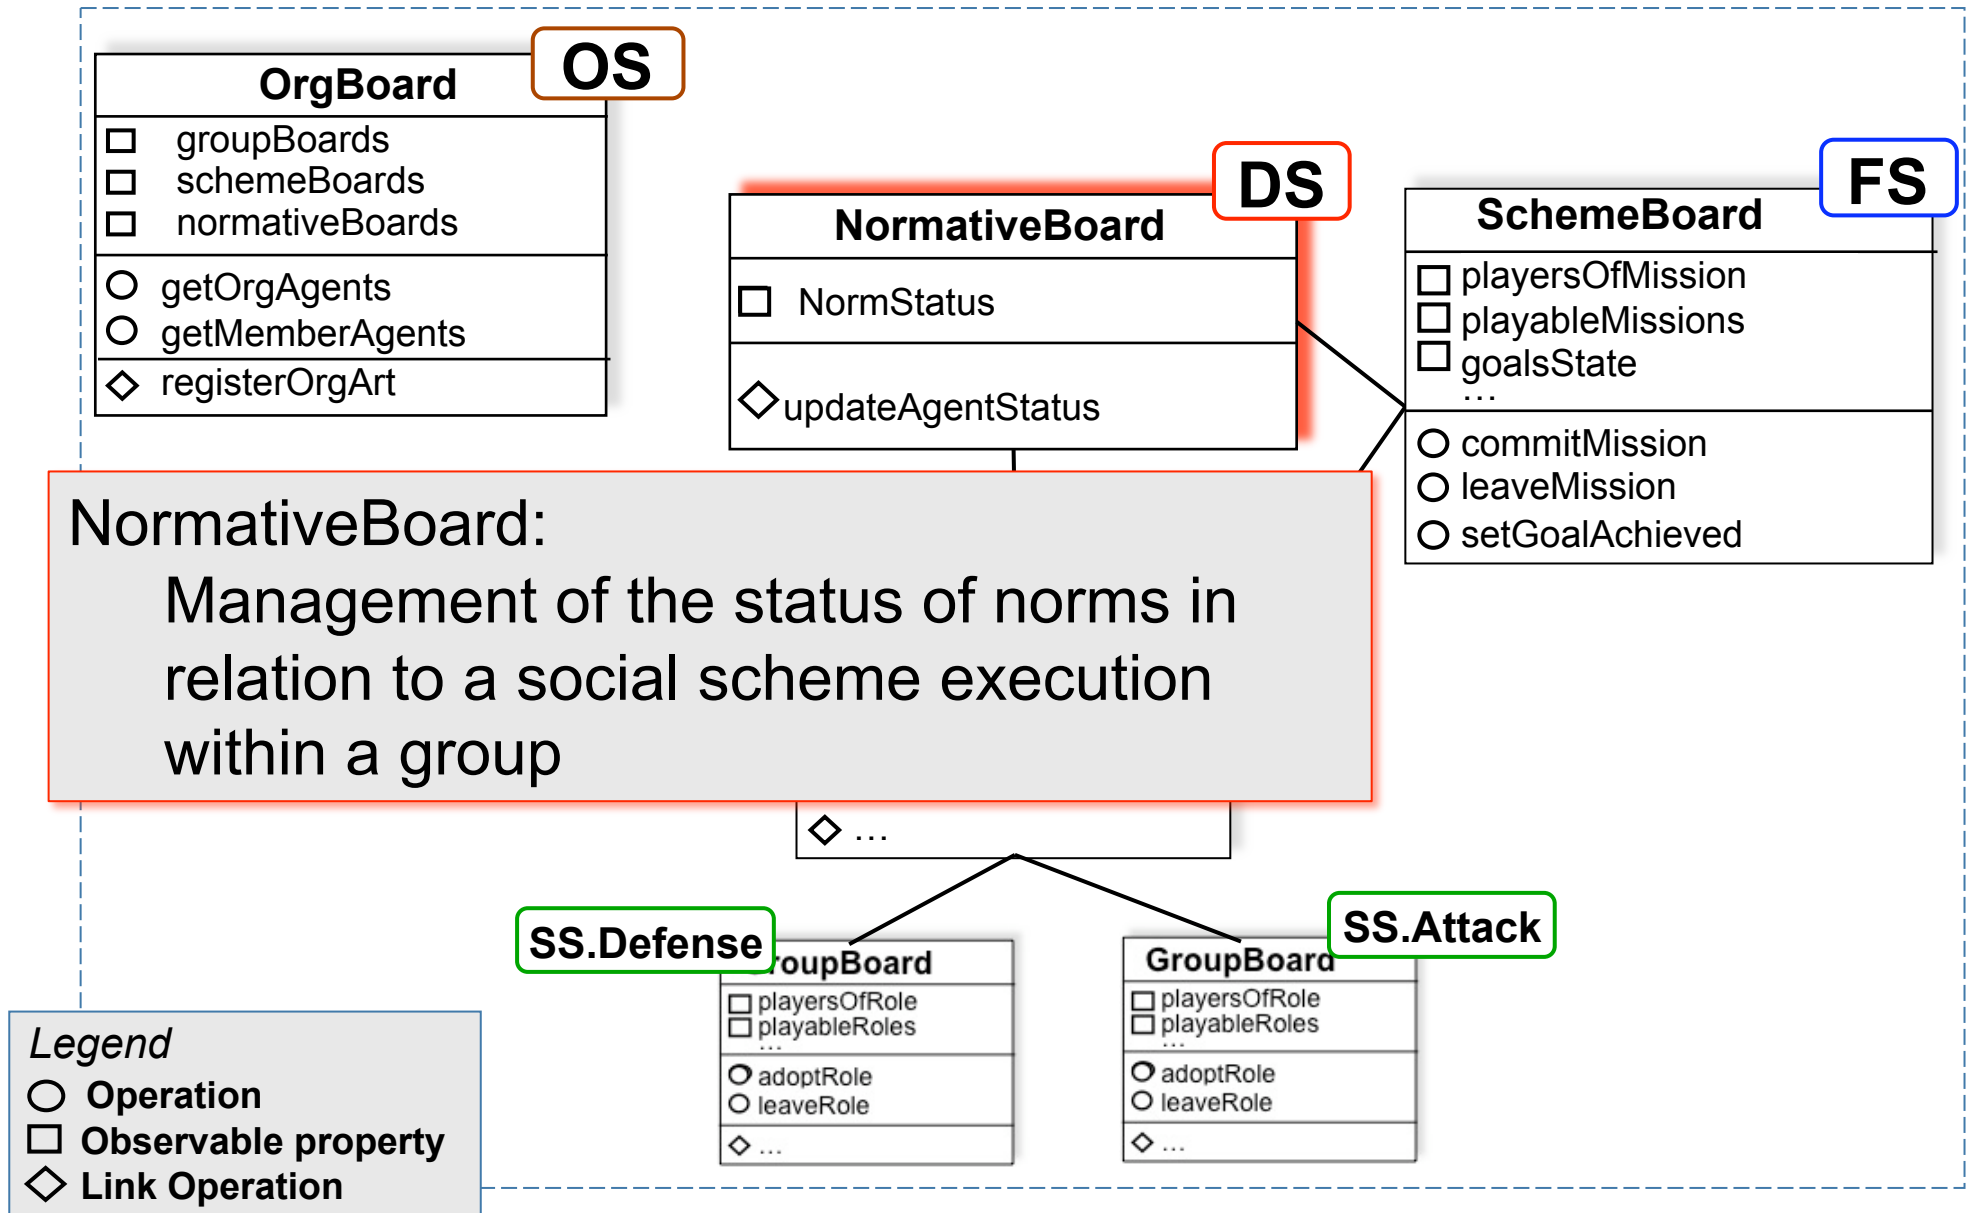 OS
OrgBoard
groupBoards
schemeBoards
normativeBoards
getOrgAgents
getMemberAgents
registerOrgArt
DS
NormativeBoard
NormStatus
updateAgentStatus
FS
SchemeBoard
playersOfMission
playableMissions
goalsState
…
commitMission
leaveMission
setGoalAchieved
NormativeBoard:
Management of the status of norms in
relation to a social scheme execution
within a group
…
SS.Defense
roupBoard
playersOfRole
playableRoles
…
adoptRole
leaveRole
…
SS.Attack
GroupBoard
playersOfRole
playableRoles
…
adoptRole
leaveRole
…
Legend
Operation
Observable property
Link Operation